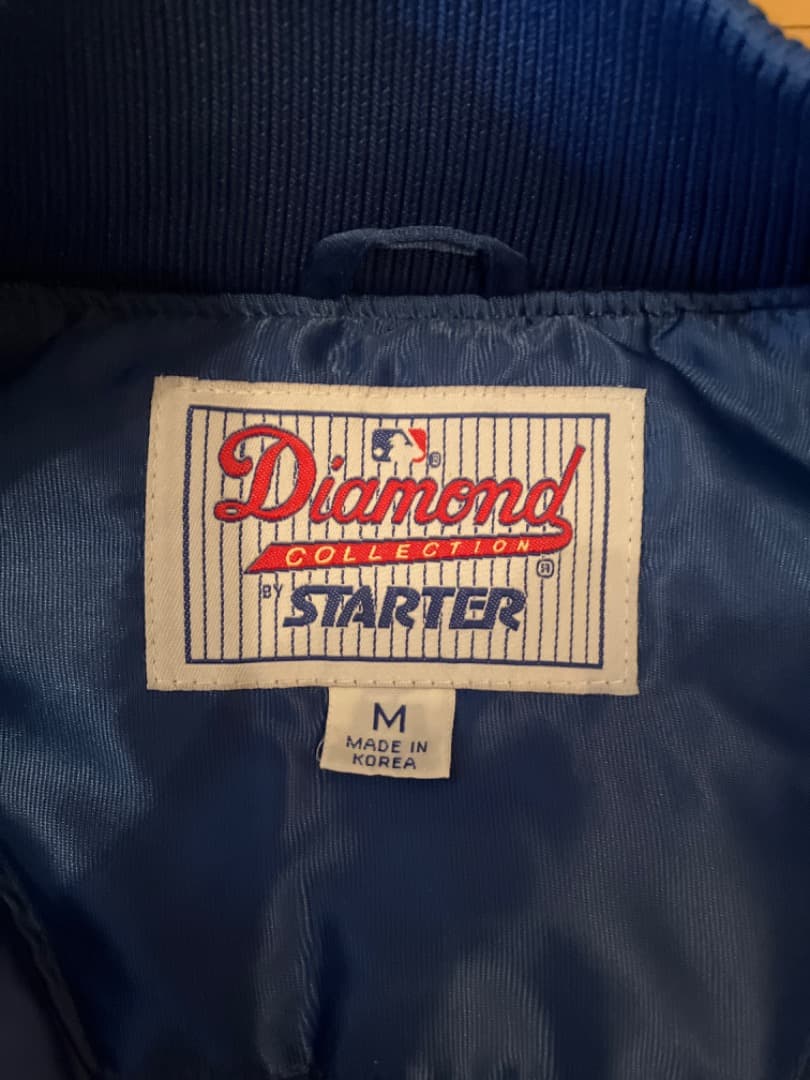 ®
Diamond
COLLECTION
®
BY STARTER
M
MADE IN
KOREA